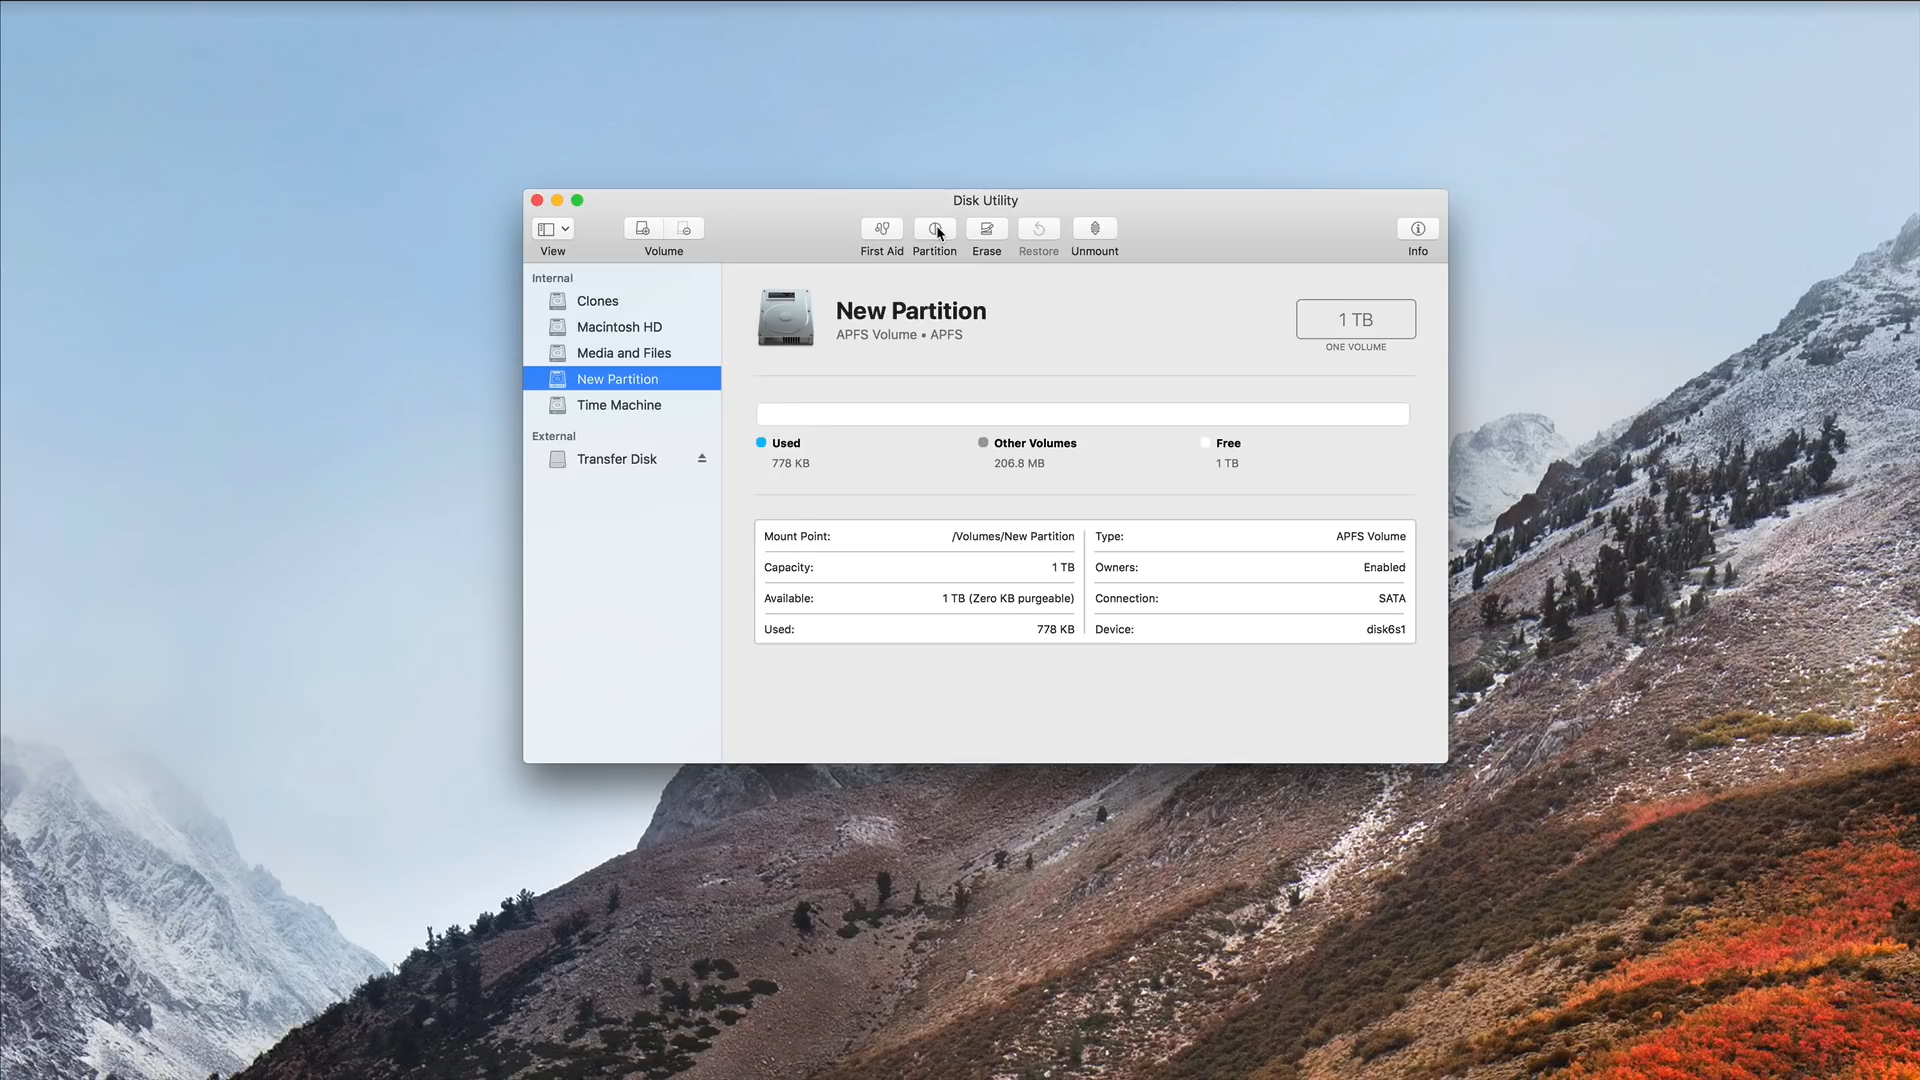 Disk Utility
View
Volume
First Aid
Partition
Erase
Restore
Unmount
Info
Internal
Clones
Macintosh HD
Media and Files
New Partition
Time Machine
External
Transfer Disk
New Partition
APFS Volume • APFS
1 TB
ONE VOLUME
Used
778 KB
Other Volumes
206.8 MB
Free
1 TB
Mount Point: /Volumes/New Partition
Capacity: 1 TB
Available: 1 TB (Zero KB purgeable)
Used: 778 KB
Type: APFS Volume
Owners: Enabled
Connection: SATA
Device: disk6s1